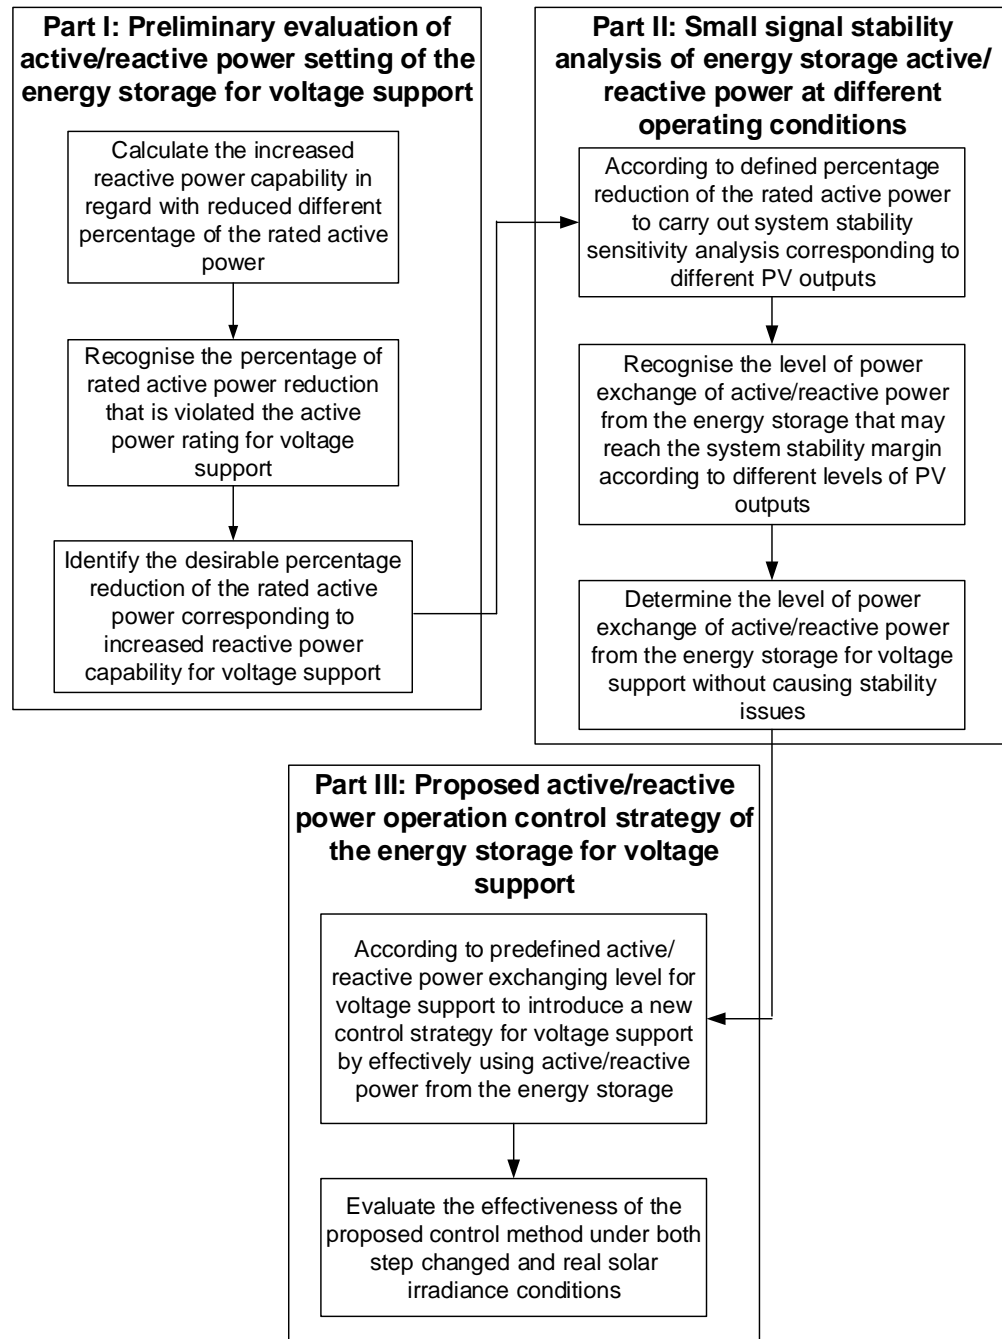 Part I: Preliminary evaluation of
active/reactive power setting of the
energy storage for voltage support
Calculate the increased
reactive power capability in
regard with reduced different
percentage of the rated active
power
Recognise the percentage of
rated active power reduction
that is violated the active
power rating for voltage
support
Identify the desirable percentage
reduction of the rated active
power corresponding to
increased reactive power
capability for voltage support
Part II: Small signal stability
analysis of energy storage active/
reactive power at different
operating conditions
According to defined percentage
reduction of the rated active power
to carry out system stability
sensitivity analysis corresponding to
different PV outputs
Recognise the level of power
exchange of active/reactive power
from the energy storage that may
reach the system stability margin
according to different levels of PV
outputs
Determine the level of power
exchange of active/reactive power
from the energy storage for voltage
support without causing stability
issues
Part III: Proposed active/reactive
power operation control strategy of
the energy storage for voltage
support
According to predefined active/
reactive power exchanging level for
voltage support to introduce a new
control strategy for voltage support
by effectively using active/reactive
power from the energy storage
Evaluate the effectiveness of the
proposed control method under both
step changed and real solar
irradiance conditions